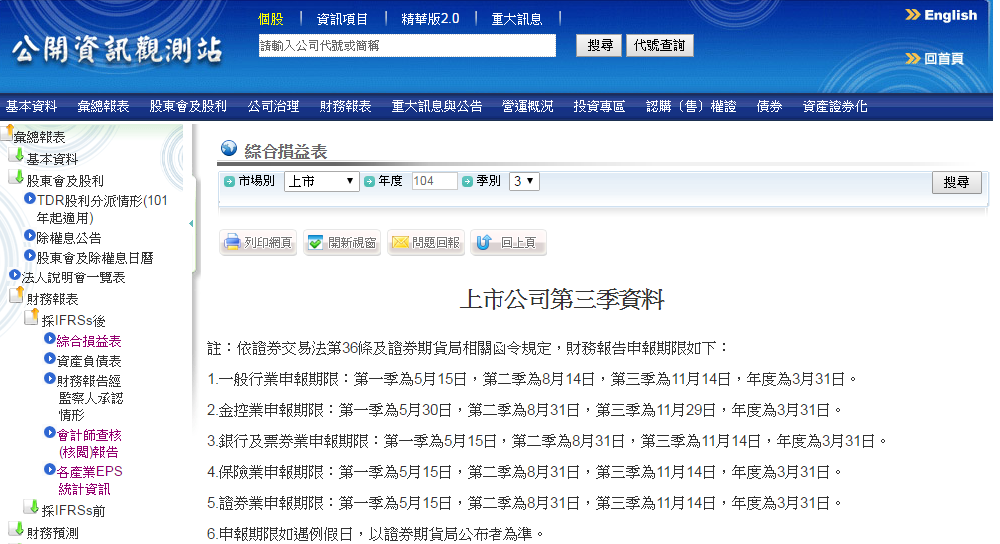 個股 資訊項目 精華版2.0 重大訊息
English
公開資訊觀測站
請輸入公司代號或簡稱 搜尋 代號查詢
回首頁
基本資料 彙總報表 股東會及股利 公司治理 財務報表 重大訊息與公告 營運概況 投資專區 認購（售）權證 債券 資產證券化
彙總報表
基本資料
股東會及股利
TDR股利分派情形(101
年起適用)
除權息公告
股東會及除權息日曆
法人說明會一覽表
財務報表
採IFRSs後
綜合損益表
資產負債表
財務報告經
監察人承認
情形
會計師查核
(核閱)報告
各產業EPS
統計資訊
採IFRSs前
財務預測
綜合損益表
市場別 上市 年度 104 季別 3 搜尋
列印網頁 開新視窗 問題回報 回上頁
上市公司第三季資料
註：依證券交易法第36條及證券期貨局相關函令規定，財務報告申報期限如下：
1.一般行業申報期限：第一季為5月15日，第二季為8月14日，第三季為11月14日，年度為3月31日。
2.金控業申報期限：第一季為5月30日，第二季為8月31日，第三季為11月29日，年度為3月31日。
3.銀行及票券業申報期限：第一季為5月15日，第二季為8月31日，第三季為11月14日，年度為3月31日。
4.保險業申報期限：第一季為5月15日，第二季為8月31日，第三季為11月14日，年度為3月31日。
5.證券業申報期限：第一季為5月15日，第二季為8月31日，第三季為11月14日，年度為3月31日。
6.申報期限如遇例假日，以證券期貨局公布者為準。